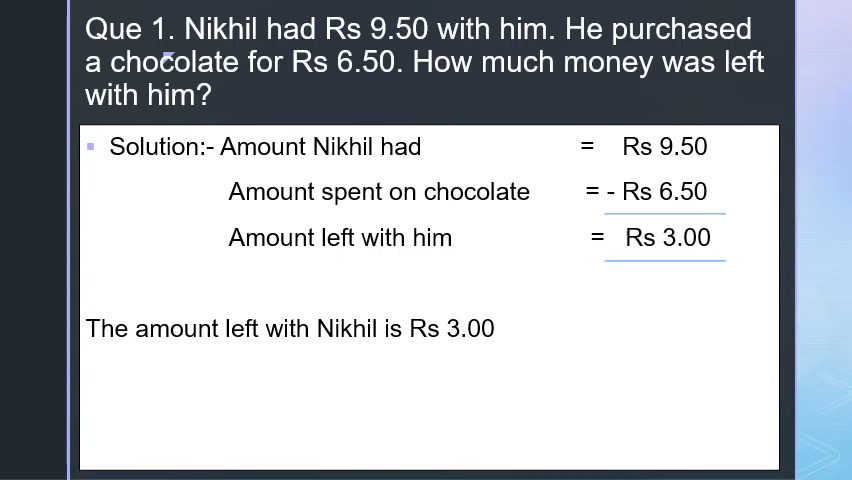 Que 1. Nikhil had Rs 9.50 with him. He purchased
a chocolate for Rs 6.50. How much money was left
with him?
Solution:- Amount Nikhil had = Rs 9.50
Amount spent on chocolate = - Rs 6.50
Amount left with him = Rs 3.00
The amount left with Nikhil is Rs 3.00